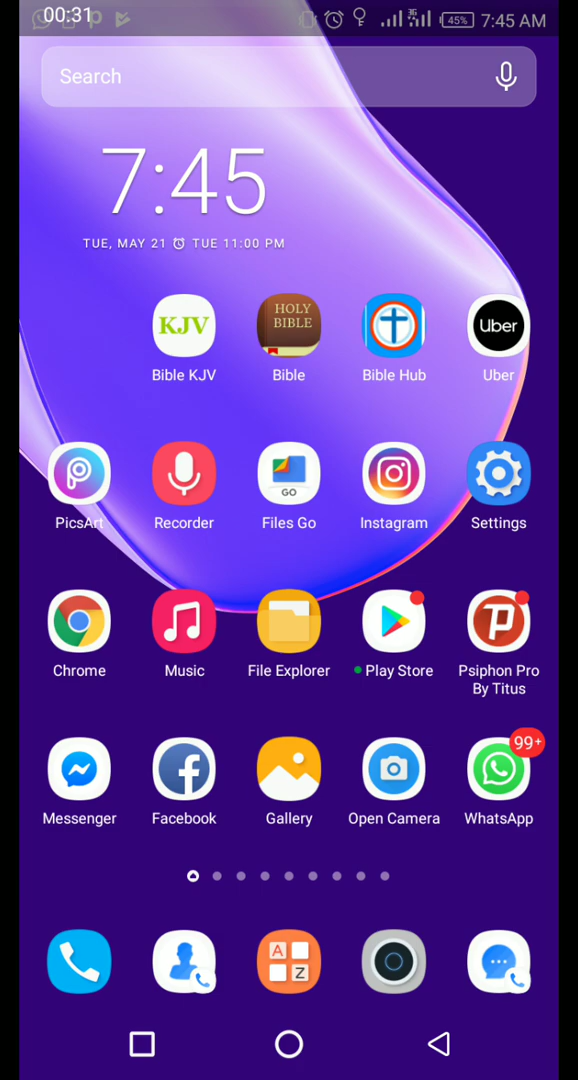 00:31
3G
45%
7:45 AM
Search
7:45
TUE, MAY 21 TUE 11:00 PM
KJV
HOLY
BIBLE
Uber
Bible KJV
Bible
Bible Hub
Uber
GO
PicsArt
Recorder
Files Go
Instagram
Settings
Chrome
Music
File Explorer
Play Store
Psiphon Pro
By Titus
99+
Messenger
Facebook
Gallery
Open Camera
WhatsApp
A
Z